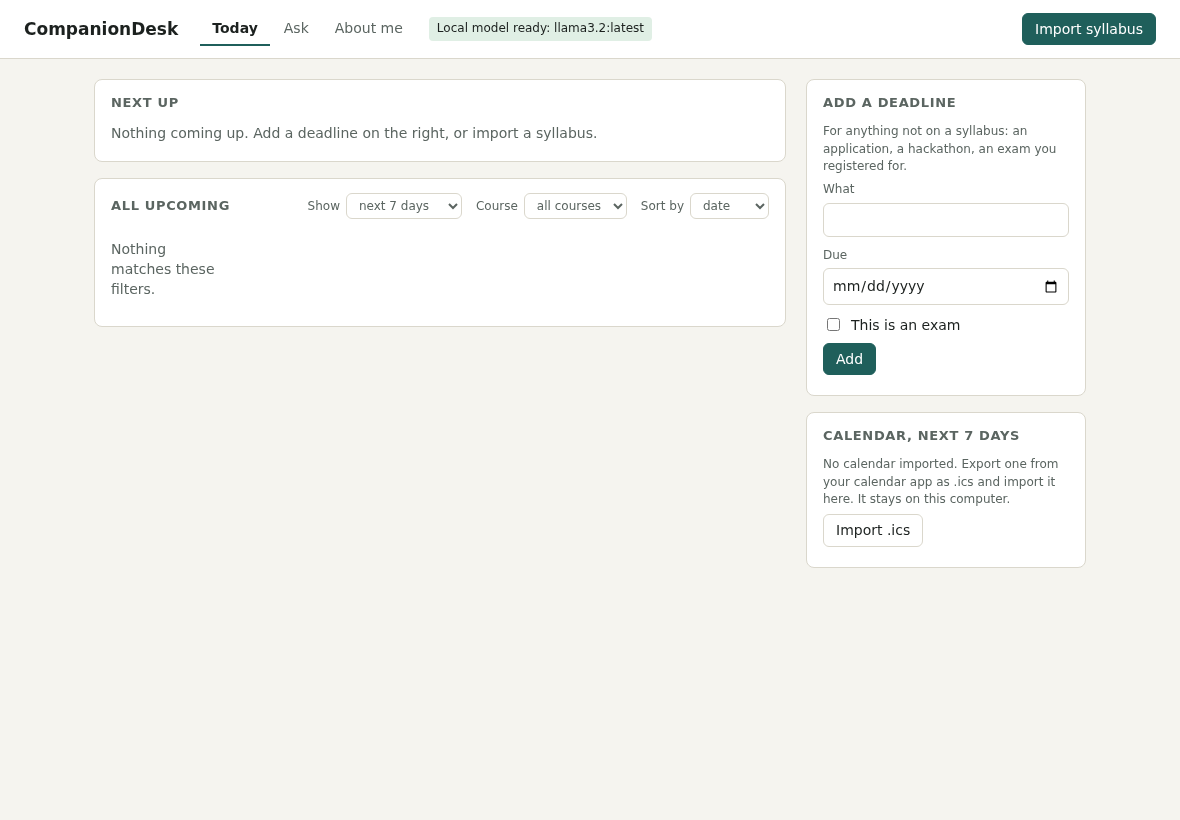 CompanionDesk Today Ask About me Local model ready: llama3.2:latest Import syllabus
NEXT UP
Nothing coming up. Add a deadline on the right, or import a syllabus.
ALL UPCOMING Show next 7 days Course all courses Sort by date
Nothing
matches these
filters.
ADD A DEADLINE
For anything not on a syllabus: an
application, a hackathon, an exam you
registered for.
What
Due
mm/dd/yyyy
This is an exam
Add
CALENDAR, NEXT 7 DAYS
No calendar imported. Export one from
your calendar app as .ics and import it
here. It stays on this computer.
Import .ics